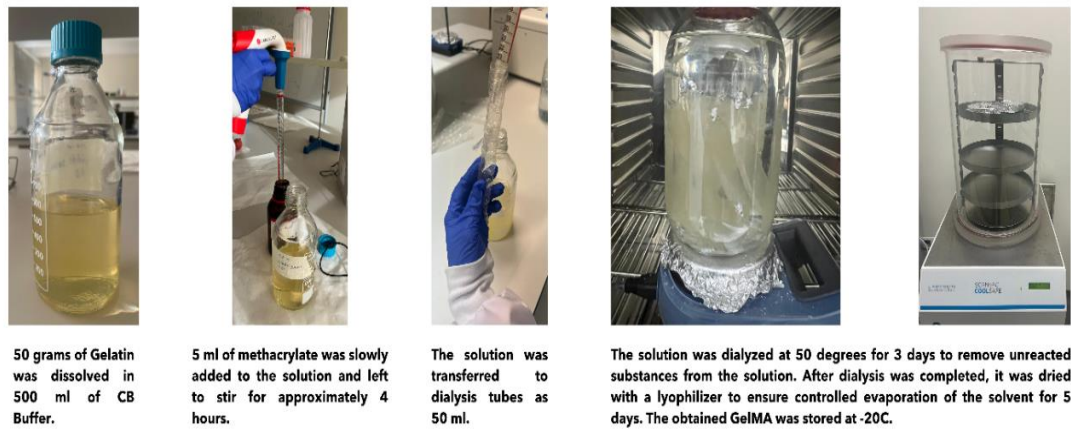 50 grams of Gelatin
was dissolved in
500 ml of CB
Buffer.
5 ml of methacrylate was slowly
added to the solution and left
to stir for approximately 4
hours.
The solution was
transferred to
dialysis tubes as
50 ml.
The solution was dialyzed at 50 degrees for 3 days to remove unreacted
substances from the solution. After dialysis was completed, it was dried
with a lyophilizer to ensure controlled evaporation of the solvent for 5
days. The obtained GelMA was stored at -20C.
COOLSAFE